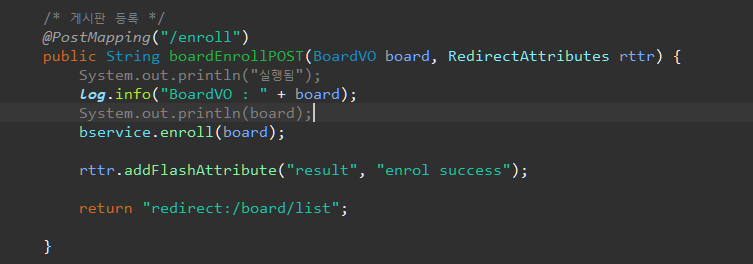 /* 게시판 등록 */
@PostMapping("/enroll")
public String boardEnrollPOST(BoardVO board, RedirectAttributes rttr) {
System.out.println("실행됨");
log.info("BoardVO : " + board);
System.out.println(board);
bservice.enroll(board);
rttr.addFlashAttribute("result", "enrol success");
return "redirect:/board/list";
}